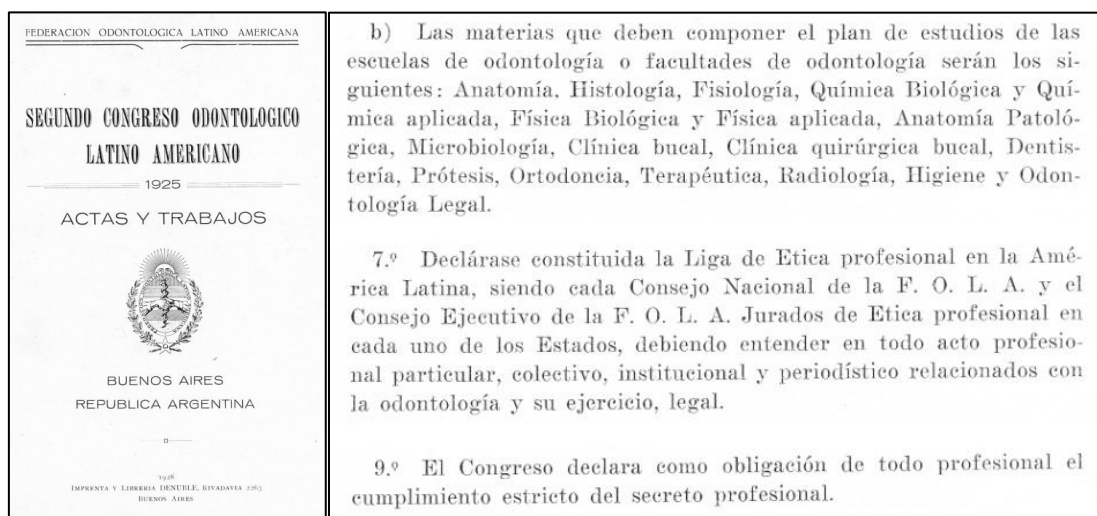 FEDERACION ODONTOLOGICA LATINO AMERICANA
SEGUNDO CONGRESO ODONTOLOGICO
LATINO AMERICANO
1925
ACTAS Y TRABAJOS
BUENOS AIRES
REPUBLICA ARGENTINA
1928
IMPRENTA Y LIBRERIA DENUBLE, RIVADAVIA 2263
BUENOS AIRES
b) Las materias que deben componer el plan de estudios de las
escuelas de odontología o facultades de odontología serán los si-
guientes: Anatomía, Histología, Fisiología, Química Biológica y Quí-
mica aplicada, Física Biológica y Física aplicada, Anatomía Patoló-
gica, Microbiología, Clínica bucal, Clínica quirúrgica bucal, Dentis-
tería, Prótesis, Ortodoncia, Terapéutica, Radiología, Higiene y Odon-
tología Legal.
7.º Declárase constituida la Liga de Etica profesional en la Amé-
rica Latina, siendo cada Consejo Nacional de la F. O. L. A. y el
Consejo Ejecutivo de la F. O. L. A. Jurados de Etica profesional en
cada uno de los Estados, debiendo entender en todo acto profesio-
nal particular, colectivo, institucional y periodístico relacionados con
la odontología y su ejercicio, legal.
9.º El Congreso declara como obligación de todo profesional el
cumplimiento estricto del secreto profesional.